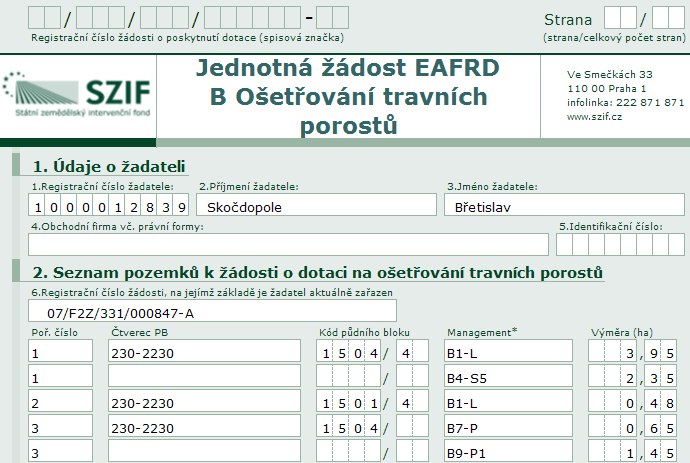 / / / -
Registrační číslo žádosti o poskytnutí dotace (spisová značka)
Strana /
(strana/celkový počet stran)
SZIF
Státní zemědělský intervenční fond
Jednotná žádost EAFRD
B Ošetřování travních
porostů
Ve Smečkách 33
110 00 Praha 1
infolinka: 222 871 871
www.szif.cz
1. Údaje o žadateli
1.Registrační číslo žadatele: 2.Příjmení žadatele: 3.Jméno žadatele:
1000012839 Skočdopole Břetislav
4.Obchodní firma vč. právní formy: 5.Identifikační číslo:
2. Seznam pozemků k žádosti o dotaci na ošetřování travních porostů
6.Registrační číslo žádosti, na jejímž základě je žadatel aktuálně zařazen
07/F2Z/331/000847-A
Poř. číslo Čtverec PB Kód půdního bloku Management* Výměra (ha)
1 230-2230 1504/4 B1-L 3,95
1 / B4-S5 2,35
2 230-2230 1501/4 B1-L 0,48
3 230-2230 1504/ B7-P 0,65
3 / B9-P1 1,45